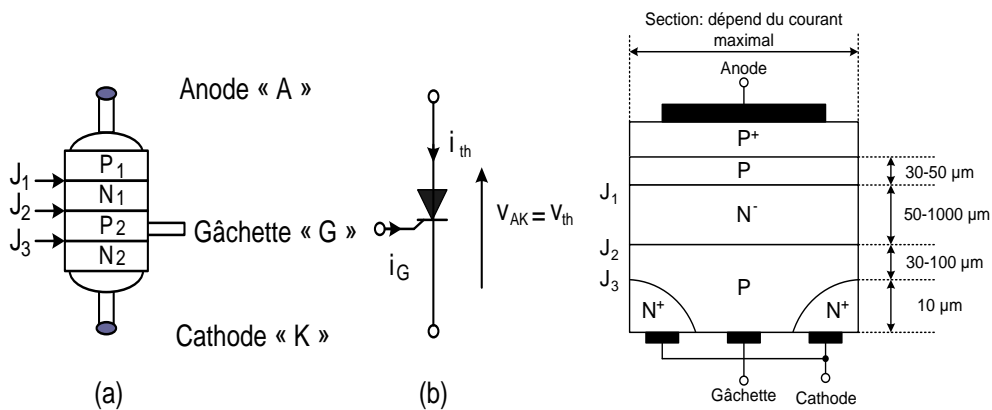 Anode « A »
P1
J1
N1
J2
P2
J3
N2
Gâchette « G »
Cathode « K »
(a)
ith
VAK = Vth
iG
(b)
Section: dépend du courant
maximal
Anode
P+
P
30-50 µm
J1
N-
50-1000 µm
J2
30-100 µm
J3
P
N+
N+
10 µm
Gâchette
Cathode